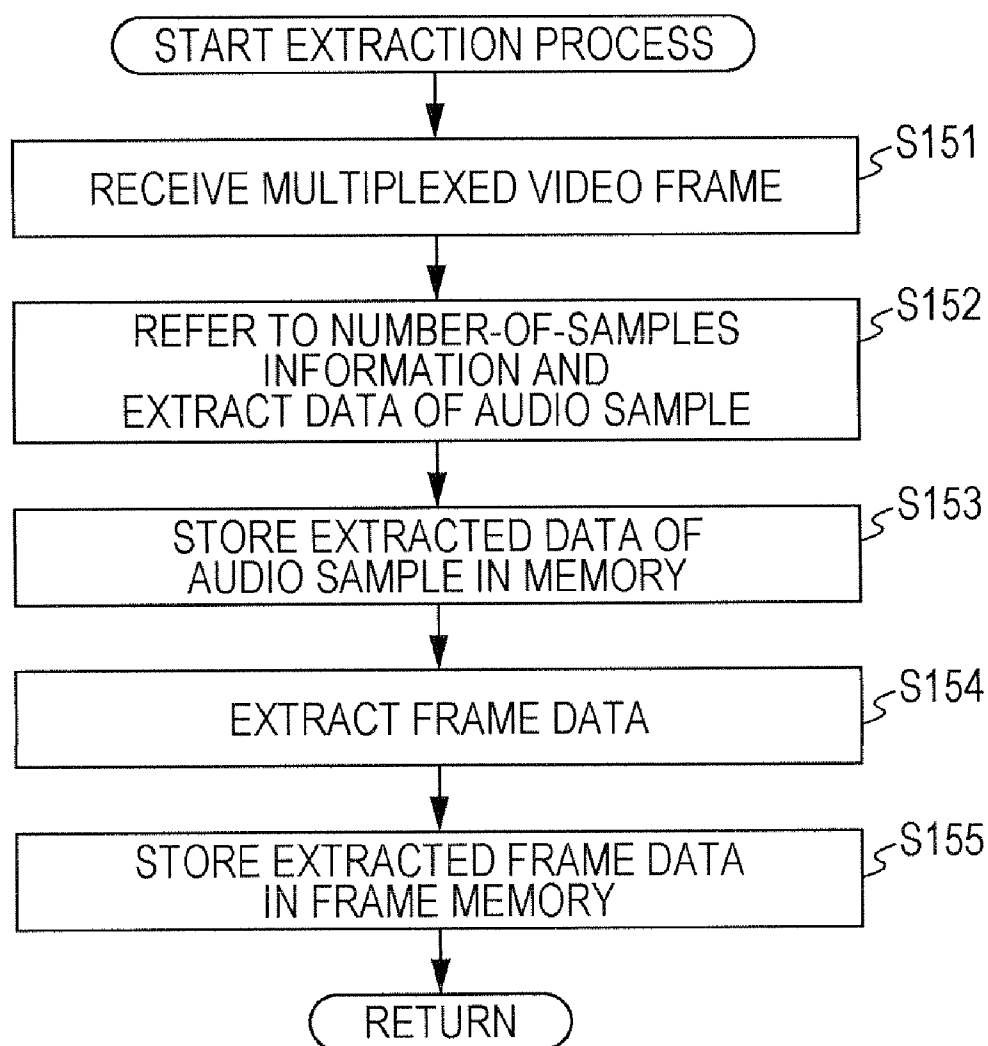 START EXTRACTION PROCESS
S151
RECEIVE MULTIPLEXED VIDEO FRAME
S152
REFER TO NUMBER-OF-SAMPLES
INFORMATION AND
EXTRACT DATA OF AUDIO SAMPLE
S153
STORE EXTRACTED DATA OF
AUDIO SAMPLE IN MEMORY
S154
EXTRACT FRAME DATA
S155
STORE EXTRACTED FRAME DATA
IN FRAME MEMORY
RETURN